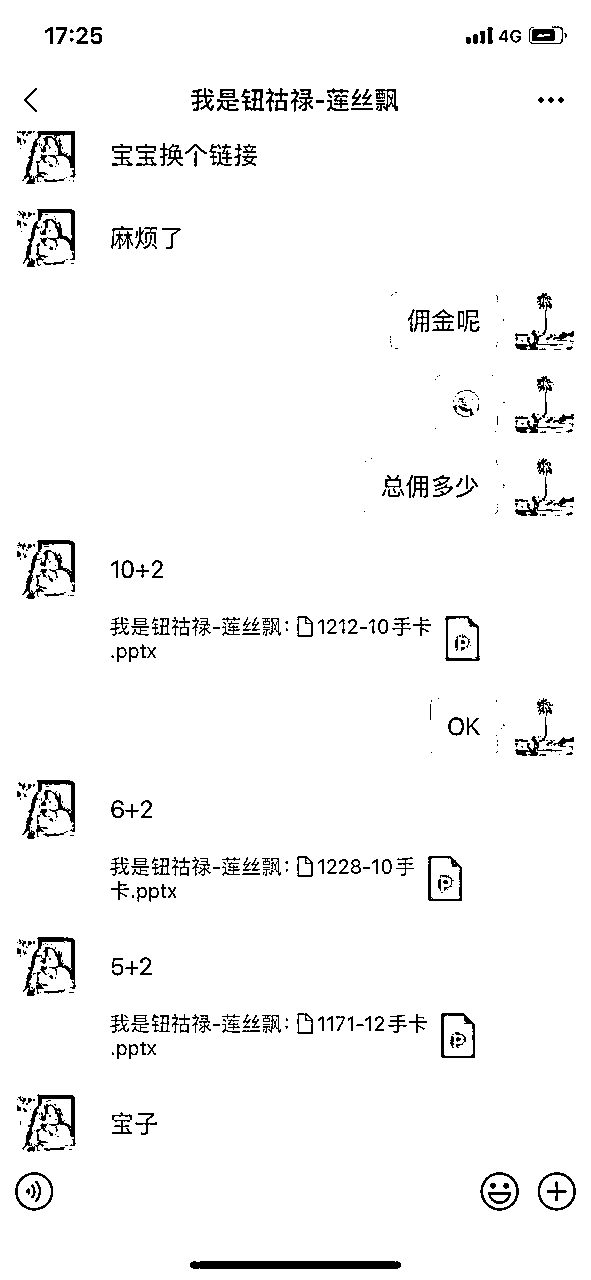 17:25
4G
我是钮祜禄-莲丝飘
宝宝换个链接
麻烦了
佣金呢
总佣多少
10+2
我是钮祜禄-莲丝飘：1212-10手卡
.pptx
OK
6+2
我是钮祜禄-莲丝飘：1228-10手
卡.pptx
5+2
我是钮祜禄-莲丝飘：1171-12手卡
.pptx
宝子